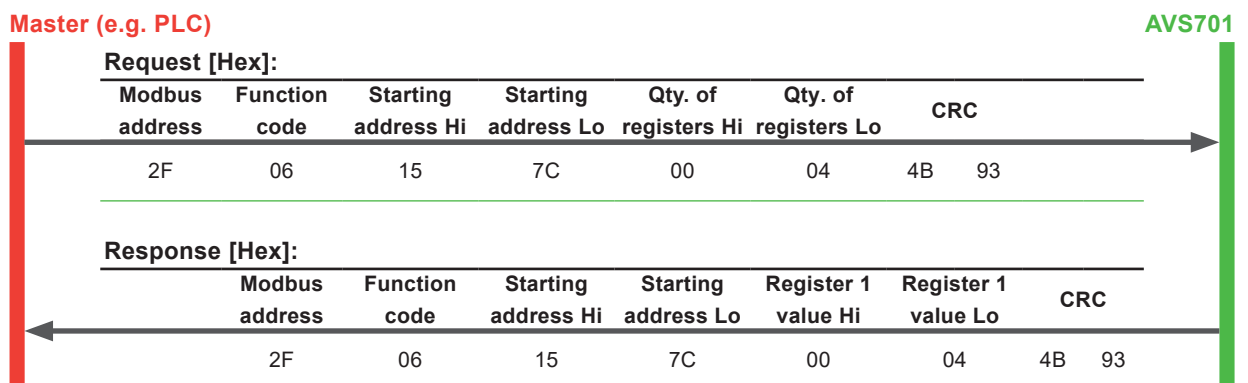 Master (e.g. PLC) AVS701
Request [Hex]:
Modbus address Function code Starting address Hi Starting address Lo Qty. of registers Hi Qty. of registers Lo CRC
2F 06 15 7C 00 04 4B 93
Response [Hex]:
Modbus address Function code Starting address Hi Starting address Lo Register 1 value Hi Register 1 value Lo CRC
2F 06 15 7C 00 04 4B 93